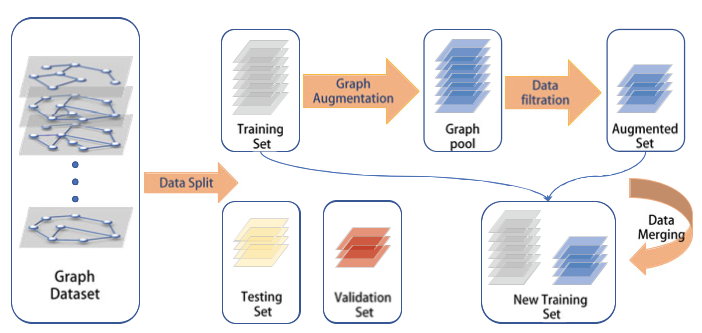 Graph
Dataset
Data Split
Training
Set
Graph
Augmentation
Graph
pool
Data
filtration
Augmented
Set
Testing
Set
Validation
Set
New Training
Set
Data
Merging